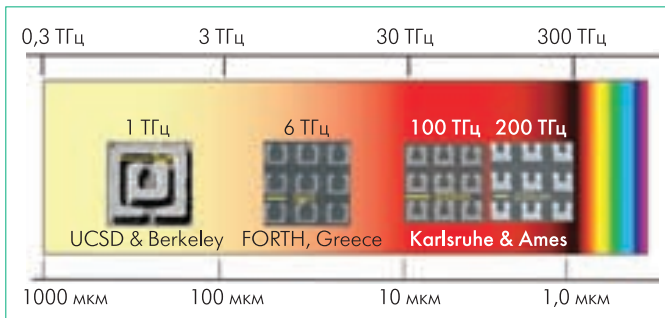 0,3 ТГц 3 ТГц 30 ТГц 300 ТГц
1 ТГц 6 ТГц 100 ТГц 200 ТГц
UCSD & Berkeley FORTH, Greece Karlsruhe & Ames
1000 мкм 100 мкм 10 мкм 1,0 мкм